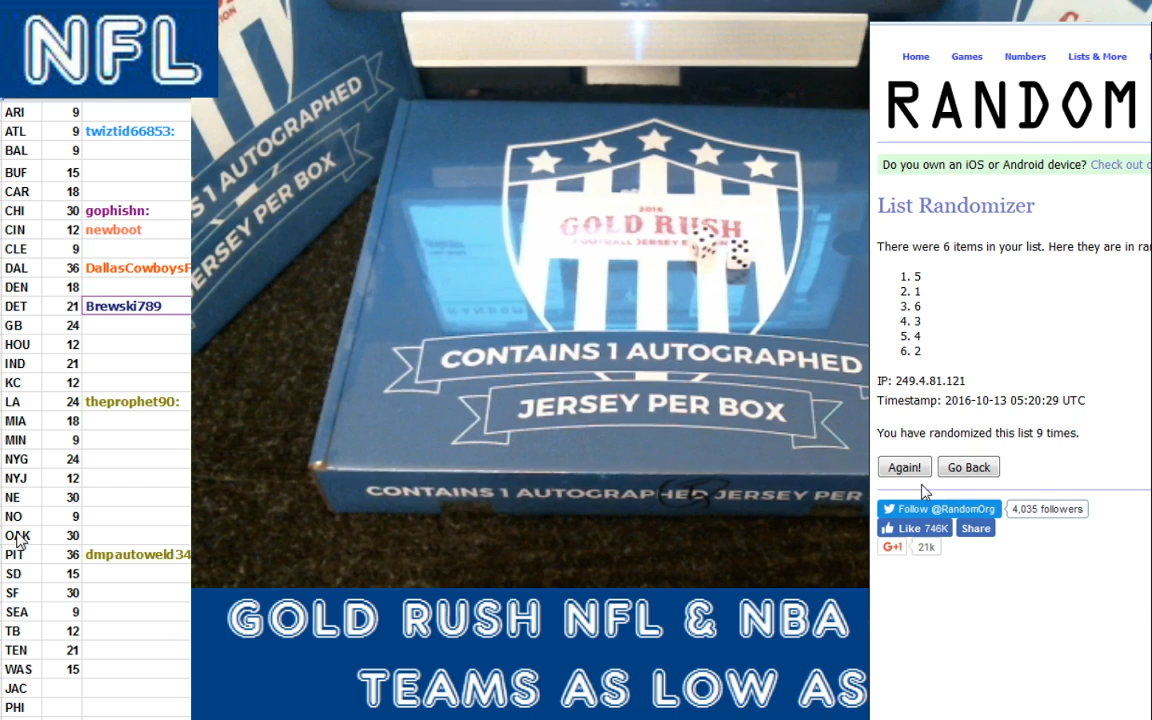 NFL
ARI 9
ATL 9 twiztid66853:
BAL 9
BUF 15
CAR 18
CHI 30 gophishn:
CIN 12 newboot
CLE 9
DAL 36 DallasCowboysF
DEN 18
DET 21 Brewski789
GB 24
HOU 12
IND 21
KC 12
LA 24 theprophet90:
MIA 18
MIN 9
NYG 24
NYJ 12
NE 30
NO 9
OAK 30
PIT 36 dmpautoweld34
SD 15
SF 30
SEA 9
TB 12
TEN 21
WAS 15
JAC
PHI
ION
S 1 AUTOGRAPHED
JERSEY PER BOX
2016
GOLD RUSH
FOOTBALL JERSEY E
CONTAINS 1 AUTOGRAPHED
JERSEY PER BOX
CONTAINS 1 AUTOGRAPHED JERSEY PER
GOLD RUSH NFL & NBA
TEAMS AS LOW AS
Home Games Numbers Lists & More
RANDOM
Do you own an iOS or Android device? Check out
List Randomizer
There were 6 items in your list. Here they are in ra
1. 5
2. 1
3. 6
4. 3
5. 4
6. 2
IP: 249.4.81.121
Timestamp: 2016-10-13 05:20:29 UTC
You have randomized this list 9 times.
Again! Go Back
Follow @RandomOrg 4,035 followers
Like 746K Share
G+1 21k